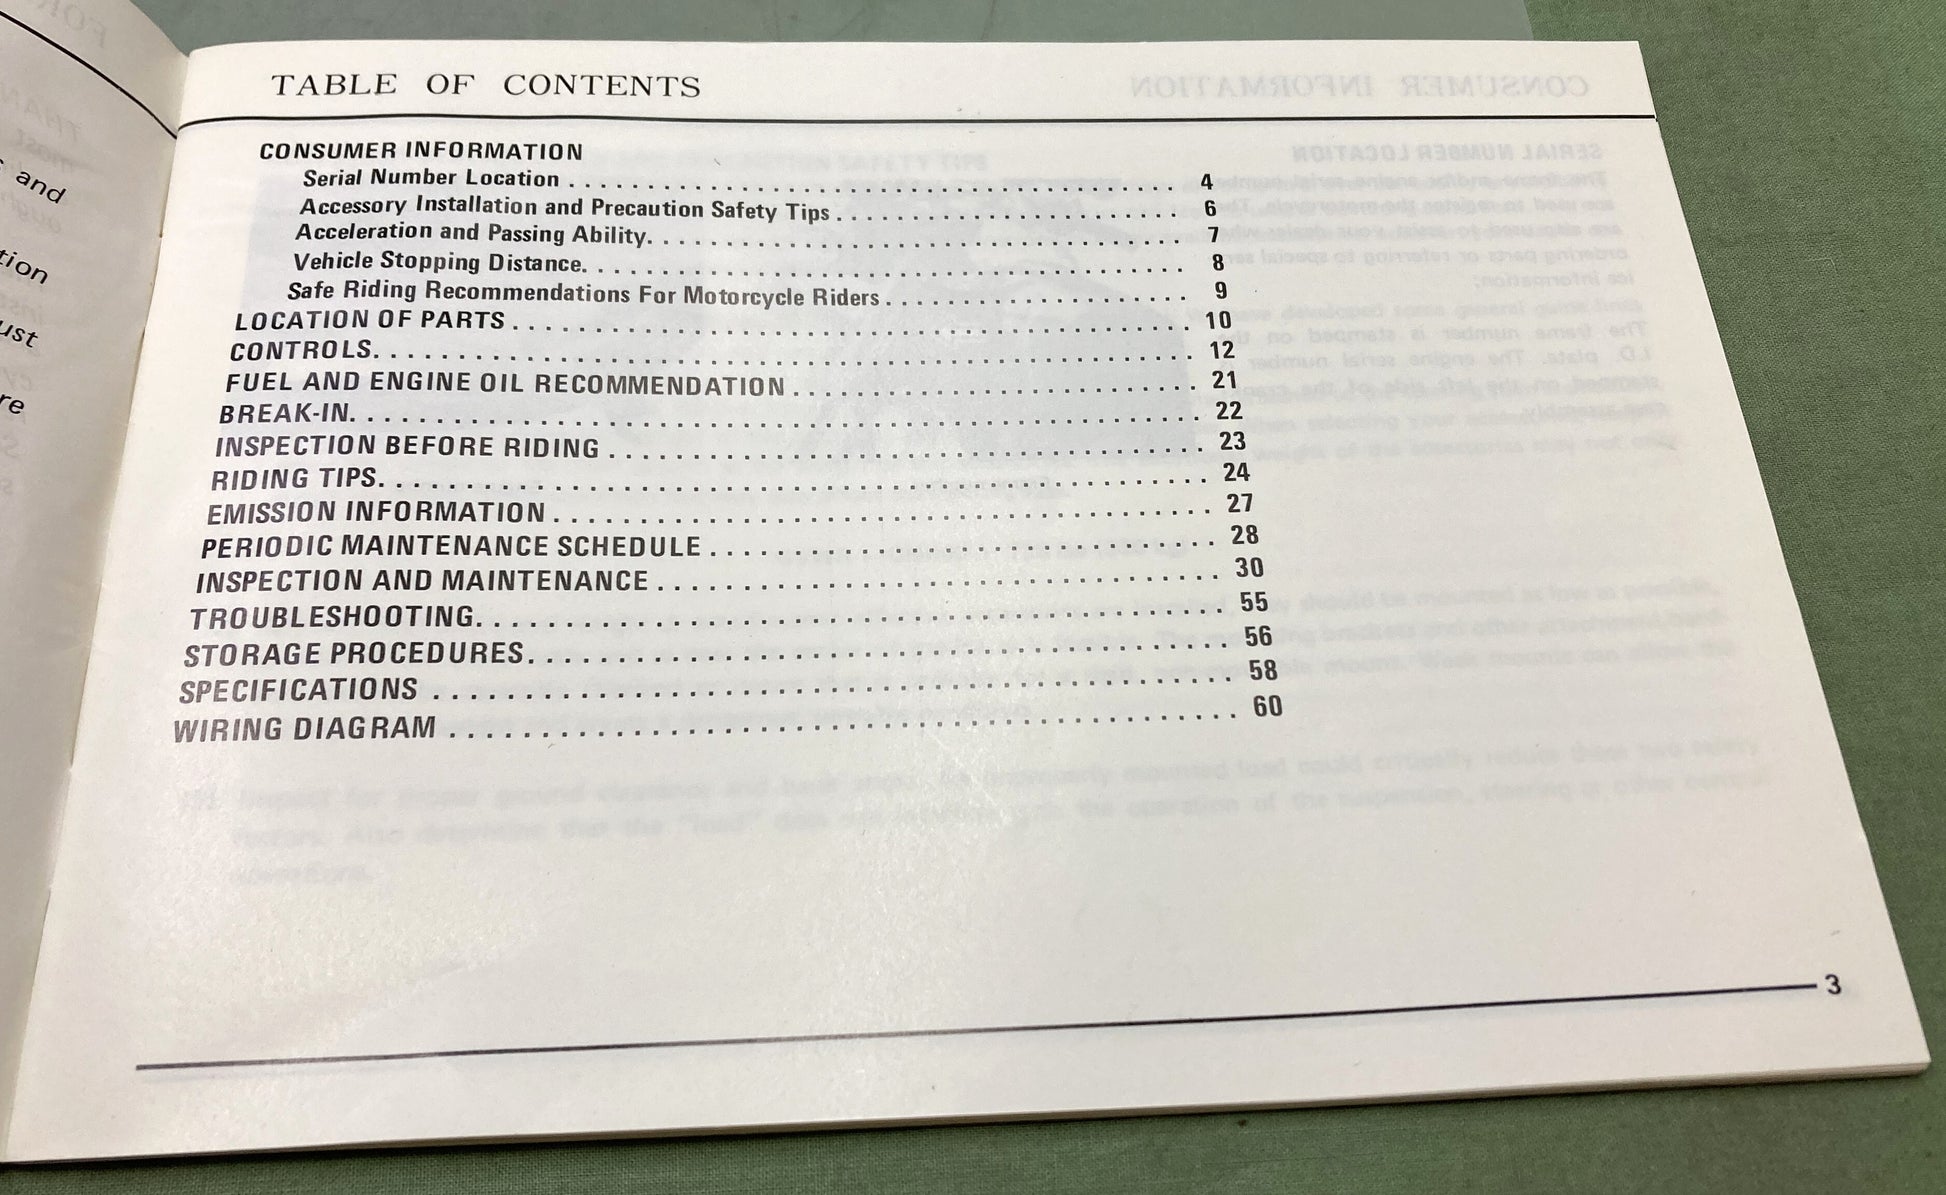 and
tion
ust
re
TABLE OF CONTENTS
CONSUMER INFORMATION
Serial Number Location . . . . . . . . . . . . . . . . . . . . 4
Accessory Installation and Precaution Safety Tips . . . . . . . . . . . . . . . . . . . . 6
Acceleration and Passing Ability. . . . . . . . . . . . . . . . . . . . 7
Vehicle Stopping Distance. . . . . . . . . . . . . . . . . . . . 8
Safe Riding Recommendations For Motorcycle Riders . . . . . . . . . . . . . . . . . . . . 9
LOCATION OF PARTS . . . . . . . . . . . . . . . . . . . . 10
CONTROLS. . . . . . . . . . . . . . . . . . . . 12
FUEL AND ENGINE OIL RECOMMENDATION . . . . . . . . . . . . . . . . . . . . 21
BREAK-IN. . . . . . . . . . . . . . . . . . . . 22
INSPECTION BEFORE RIDING . . . . . . . . . . . . . . . . . . . . 23
RIDING TIPS. . . . . . . . . . . . . . . . . . . . 24
EMISSION INFORMATION . . . . . . . . . . . . . . . . . . . . 27
PERIODIC MAINTENANCE SCHEDULE . . . . . . . . . . . . . . . . . . . . 28
INSPECTION AND MAINTENANCE . . . . . . . . . . . . . . . . . . . . 30
TROUBLESHOOTING. . . . . . . . . . . . . . . . . . . . 55
STORAGE PROCEDURES. . . . . . . . . . . . . . . . . . . . 56
SPECIFICATIONS . . . . . . . . . . . . . . . . . . . . 58
WIRING DIAGRAM . . . . . . . . . . . . . . . . . . . . 60
3